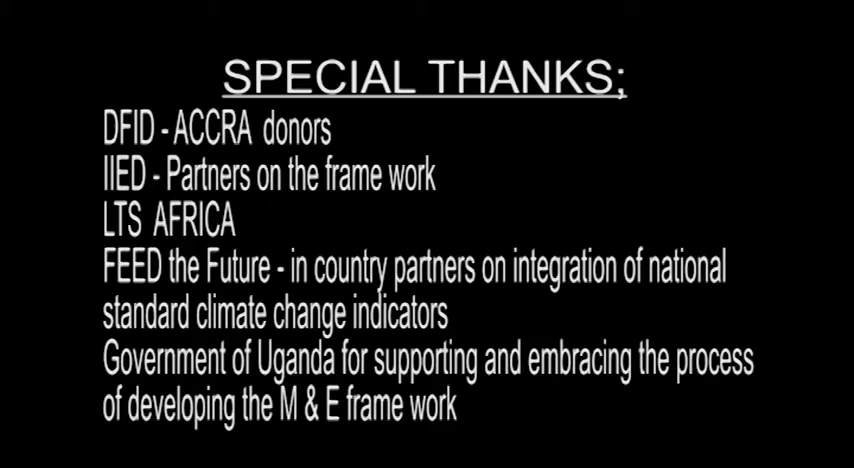 SPECIAL THANKS;
DFID - ACCRA donors
IIED - Partners on the frame work
LTS AFRICA
FEED the Future - in country partners on integration of national
standard climate change indicators
Government of Uganda for supporting and embracing the process
of developing the M & E frame work